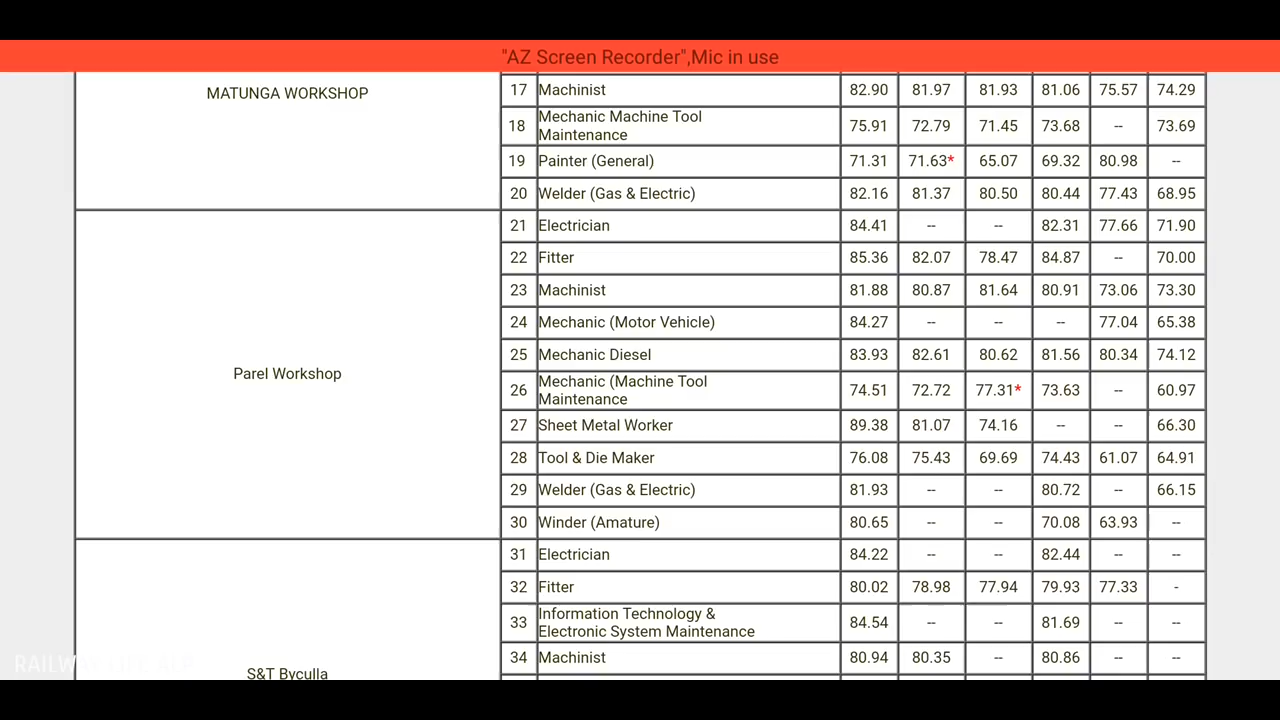 "AZ Screen Recorder",Mic in use
MATUNGA WORKSHOP
17 Machinist 82.90 81.97 81.93 81.06 75.57 74.29
18 Mechanic Machine Tool
Maintenance 75.91 72.79 71.45 73.68 -- 73.69
19 Painter (General) 71.31 71.63* 65.07 69.32 80.98 --
20 Welder (Gas & Electric) 82.16 81.37 80.50 80.44 77.43 68.95
Parel Workshop
21 Electrician 84.41 -- -- 82.31 77.66 71.90
22 Fitter 85.36 82.07 78.47 84.87 -- 70.00
23 Machinist 81.88 80.87 81.64 80.91 73.06 73.30
24 Mechanic (Motor Vehicle) 84.27 -- -- -- 77.04 65.38
25 Mechanic Diesel 83.93 82.61 80.62 81.56 80.34 74.12
26 Mechanic (Machine Tool
Maintenance 74.51 72.72 77.31* 73.63 -- 60.97
27 Sheet Metal Worker 89.38 81.07 74.16 -- -- 66.30
28 Tool & Die Maker 76.08 75.43 69.69 74.43 61.07 64.91
29 Welder (Gas & Electric) 81.93 -- -- 80.72 -- 66.15
30 Winder (Amature) 80.65 -- -- 70.08 63.93 --
S&T Byculla
31 Electrician 84.22 -- -- 82.44 -- --
32 Fitter 80.02 78.98 77.94 79.93 77.33 -
33 Information Technology &
Electronic System Maintenance 84.54 -- -- 81.69 -- --
34 Machinist 80.94 80.35 -- 80.86 -- --